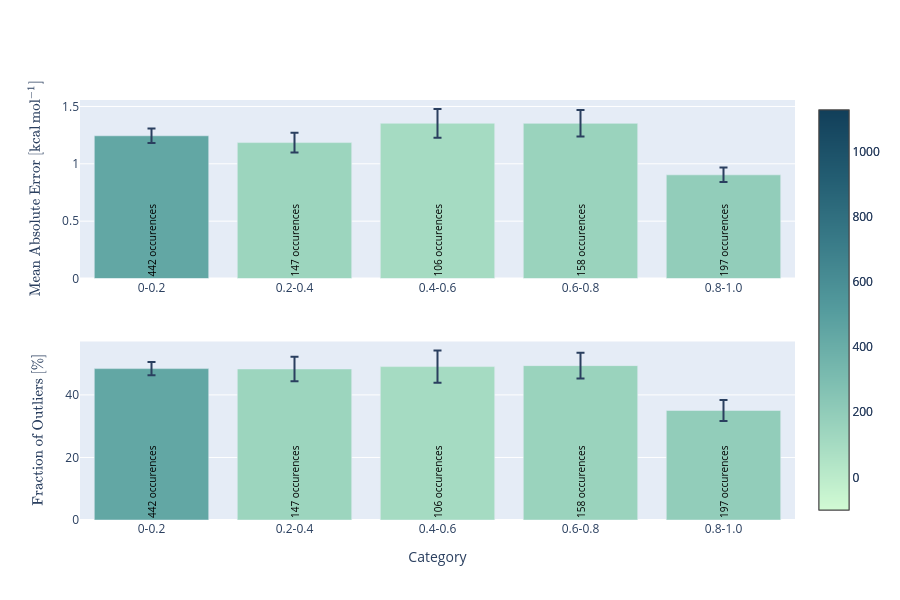 Mean Absolute Error [kcal mol⁻¹]
1.5
1
0.5
0
442 occurences
147 occurences
106 occurences
158 occurences
197 occurences
0-0.2
0.2-0.4
0.4-0.6
0.6-0.8
0.8-1.0
Fraction of Outliers [%]
40
20
0
442 occurences
147 occurences
106 occurences
158 occurences
197 occurences
0-0.2
0.2-0.4
0.4-0.6
0.6-0.8
0.8-1.0
Category
1000
800
600
400
200
0